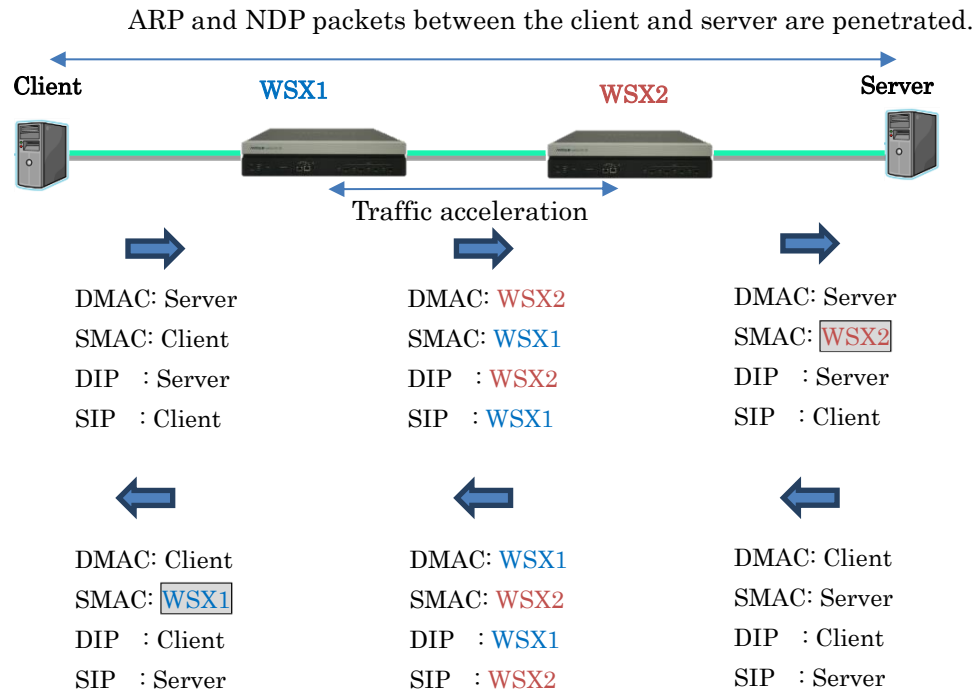 ARP and NDP packets between the client and server are penetrated.
Client
WSX1
WSX2
Server
Traffic acceleration
DMAC: Server
SMAC: Client
DIP : Server
SIP : Client
DMAC: WSX2
SMAC: WSX1
DIP : WSX2
SIP : WSX1
DMAC: Server
SMAC: WSX2
DIP : Server
SIP : Client
DMAC: Client
SMAC: WSX1
DIP : Client
SIP : Server
DMAC: WSX1
SMAC: WSX2
DIP : WSX1
SIP : WSX2
DMAC: Client
SMAC: Server
DIP : Client
SIP : Server